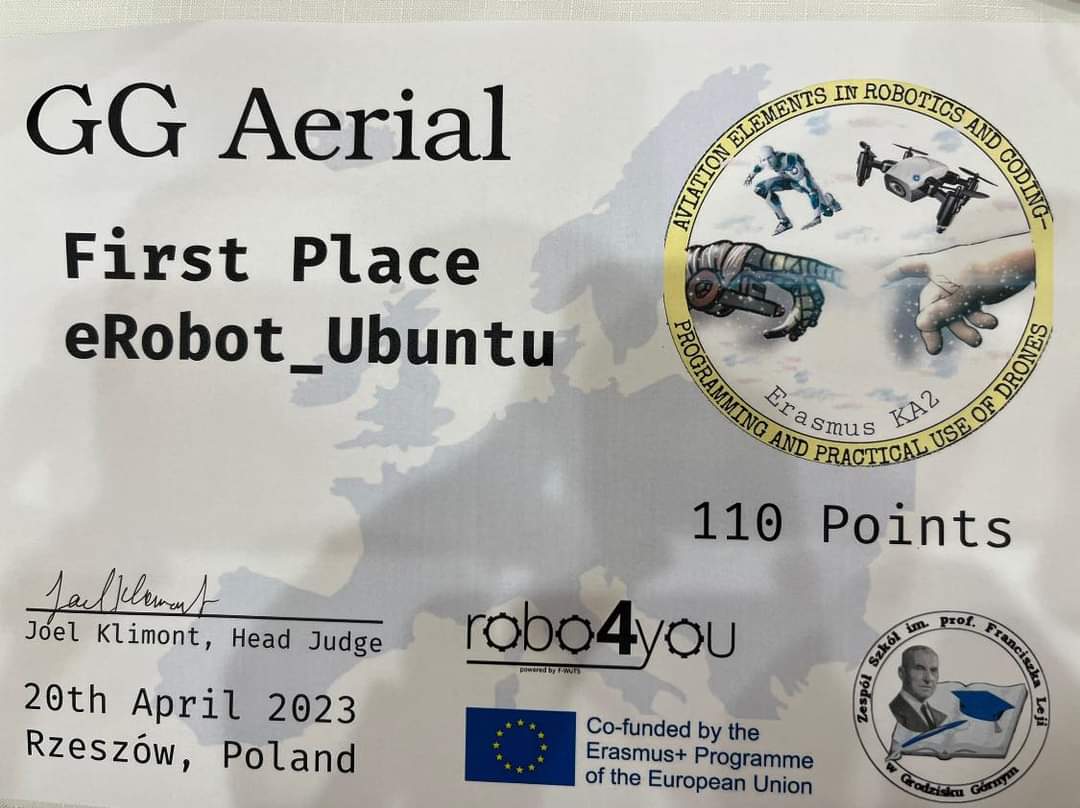 GG Aerial
First Place
eRobot_Ubuntu
AVIATION ELEMENTS IN ROBOTICS AND CODING-
PROGRAMMING AND PRACTICAL USE OF DRONES
Erasmus KA2
110 Points
Joel Klimont
Joel Klimont, Head Judge
20th April 2023
Rzeszów, Poland
robo4you
powered by F-WUTS
Co-funded by the
Erasmus+ Programme
of the European Union
Zespół Szkół im. prof. Franciszka Leji
w Grodzisku Górnym